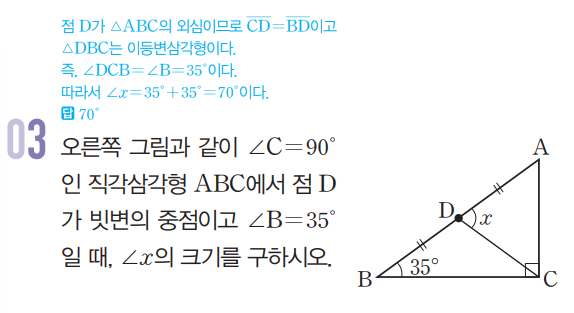 점 D가 △ABC의 외심이므로 CD=BD이고
△DBC는 이등변삼각형이다.
즉, ∠DCB=∠B=35°이다.
따라서 ∠x=35°+35°=70°이다.
답 70°
03
오른쪽 그림과 같이 ∠C=90°
인 직각삼각형 ABC에서 점 D
가 빗변의 중점이고 ∠B=35°
일 때, ∠x의 크기를 구하시오.
A
D
x
B
35°
C